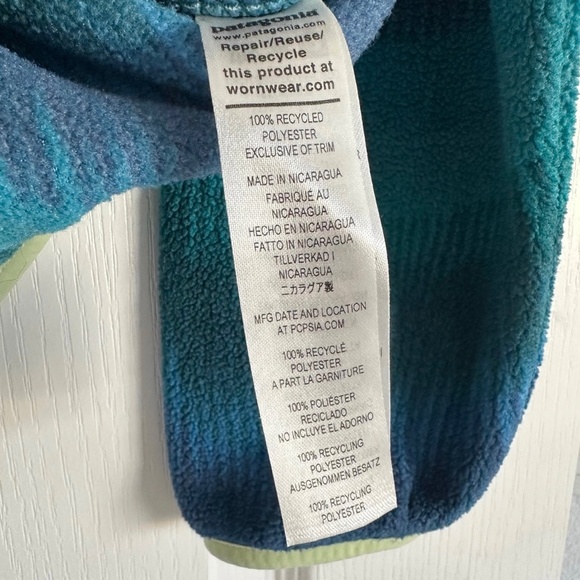 patagonia
www.patagonia.com
Repair/Reuse/
Recycle
this product at
wornwear.com
100% RECYCLED
POLYESTER
EXCLUSIVE OF TRIM
MADE IN NICARAGUA
FABRIQUÉ AU
NICARAGUA
HECHO EN NICARAGUA
FATTO IN NICARAGUA
TILLVERKAD I
NICARAGUA
ニカラグア製
MFG DATE AND LOCATION
AT PCPSIA.COM
100% RECYCLÉ
POLYESTER
A PART LA GARNITURE
100% POLIÉSTER
RECICLADO
NO INCLUYE EL ADORNO
100% RECYCLING
POLYESTER
AUSGENOMMEN BESATZ
100% RECYCLING
POLYESTER